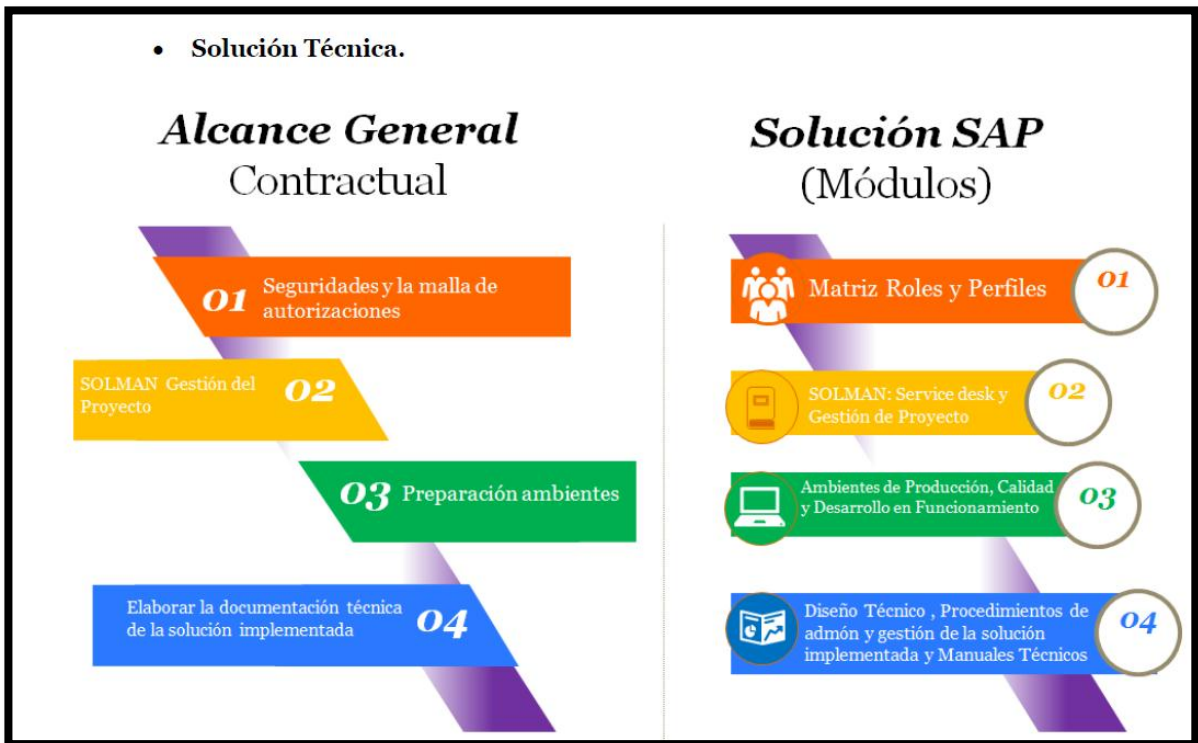 • Solución Técnica.
Alcance General
Contractual
01 Seguridades y la malla de
autorizaciones
SOLMAN Gestión del
Proyecto
02
03 Preparación ambientes
Elaborar la documentación técnica
de la solución implementada
04
Solución SAP
(Módulos)
Matriz Roles y Perfiles
01
SOLMAN: Service desk y
Gestión de Proyecto
02
Ambientes de Producción, Calidad
y Desarrollo en Funcionamiento
03
Diseño Técnico , Procedimientos de
admón y gestión de la solución
implementada y Manuales Técnicos
04